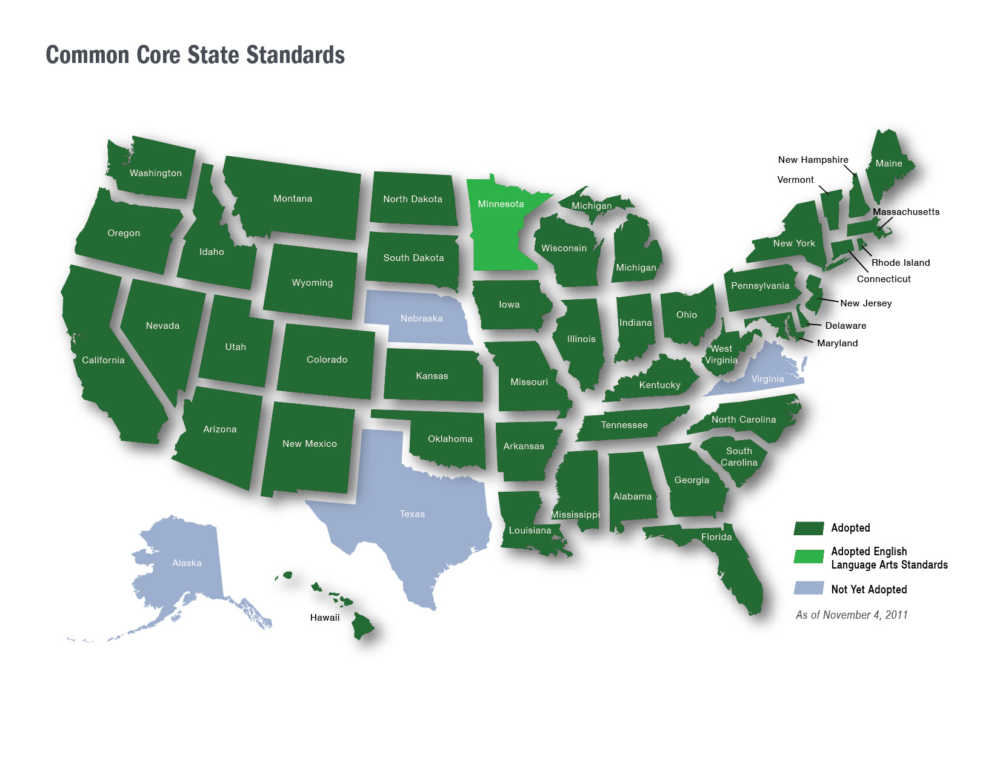 Common Core State Standards
Maine
New Hampshire
Vermont
Washington
Montana
North Dakota
Minnesota
Michigan
Massachusetts
Oregon
Idaho
South Dakota
Wisconsin
Michigan
New York
Rhode Island
Connecticut
Wyoming
Pennsylvania
New Jersey
Nebraska
Iowa
Ohio
Indiana
Nevada
Delaware
Illinois
Maryland
Utah
California
Colorado
West
Virginia
Kansas
Missouri
Kentucky
Virginia
Arizona
New Mexico
Oklahoma
Tennessee
North Carolina
Arkansas
South
Carolina
Georgia
Alabama
Texas
Mississippi
Louisiana
Florida
Alaska
Hawaii
Adopted
Adopted English
Language Arts Standards
Not Yet Adopted
As of November 4, 2011